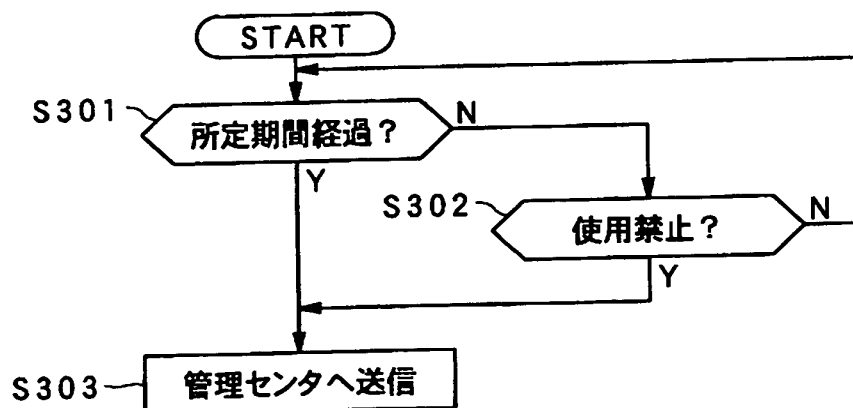 START
S301
所定期間経過?
N
Y
S302
使用禁止?
N
Y
S303
管理センタへ送信